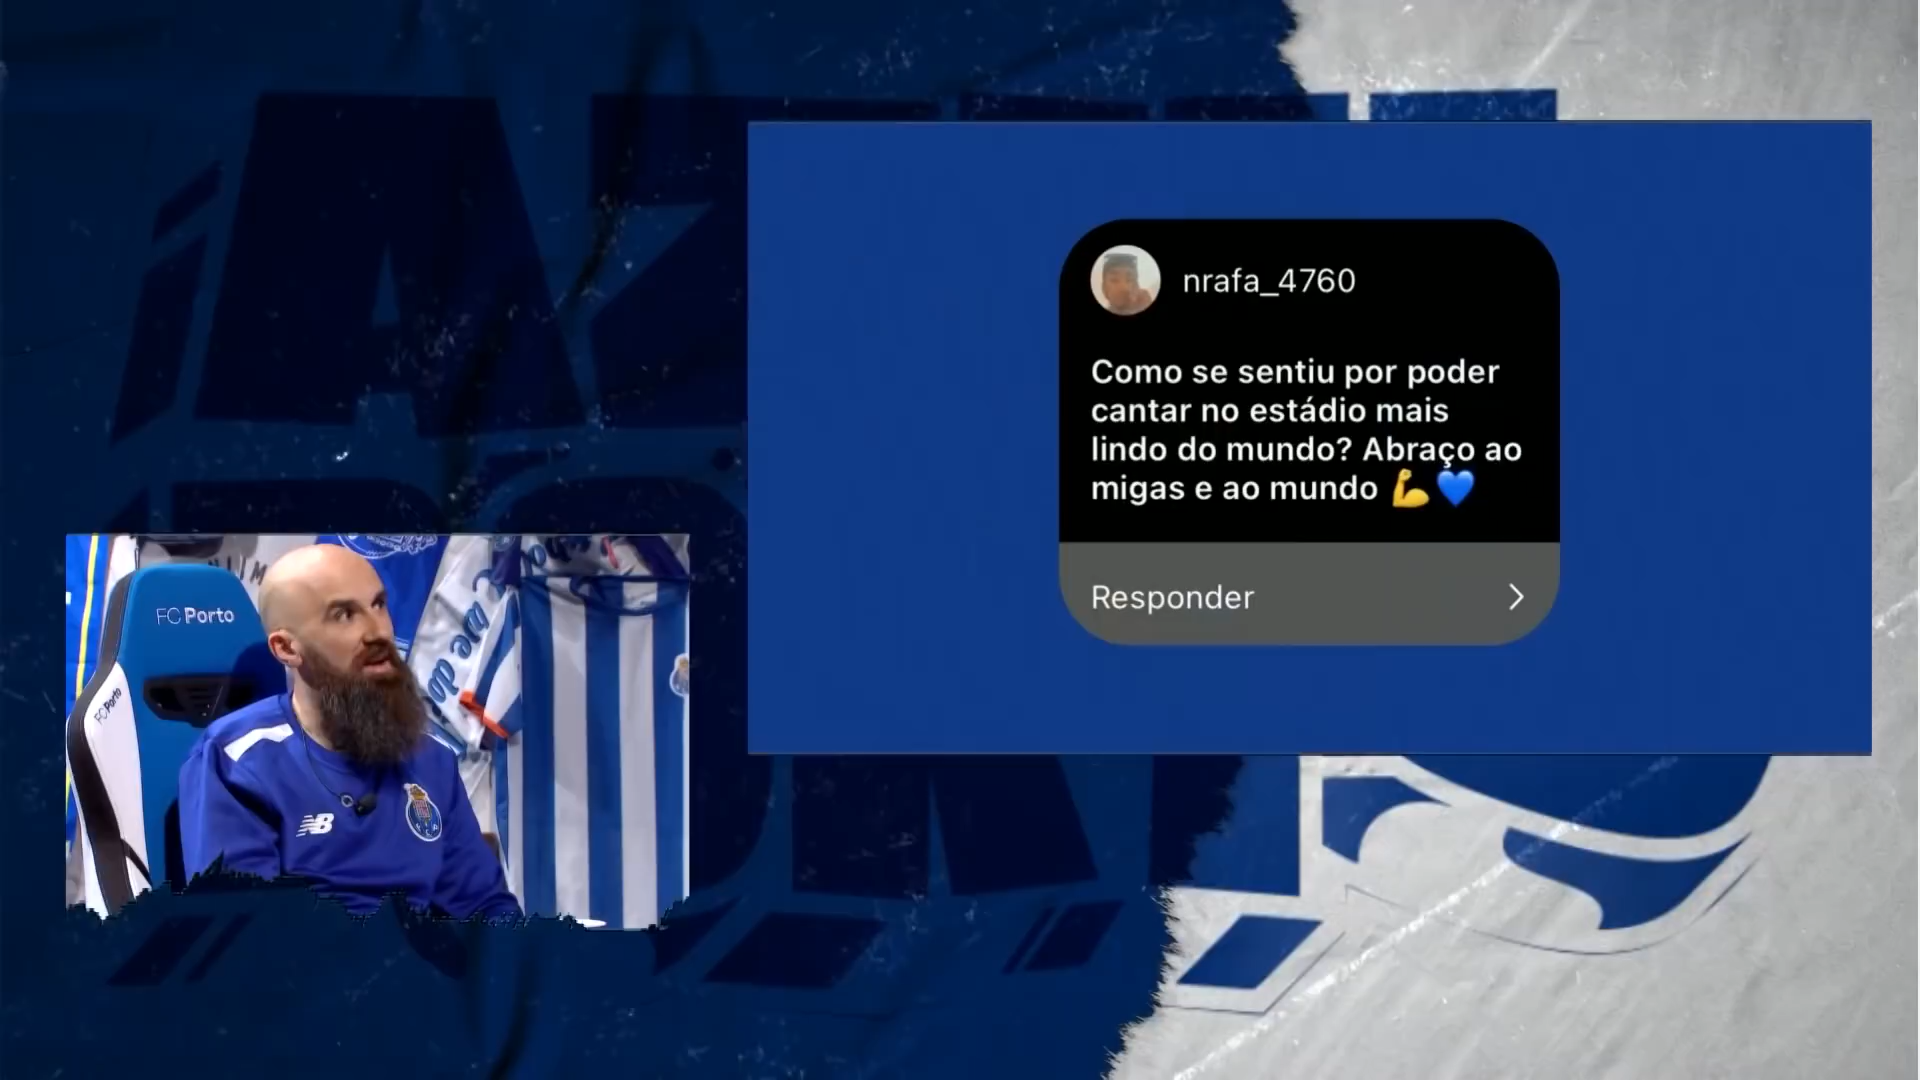 nrafa_4760
Como se sentiu por poder
cantar no estádio mais
lindo do mundo? Abraço ao
migas e ao mundo 💪💙
Responder
FC Porto
FC Porto
NB